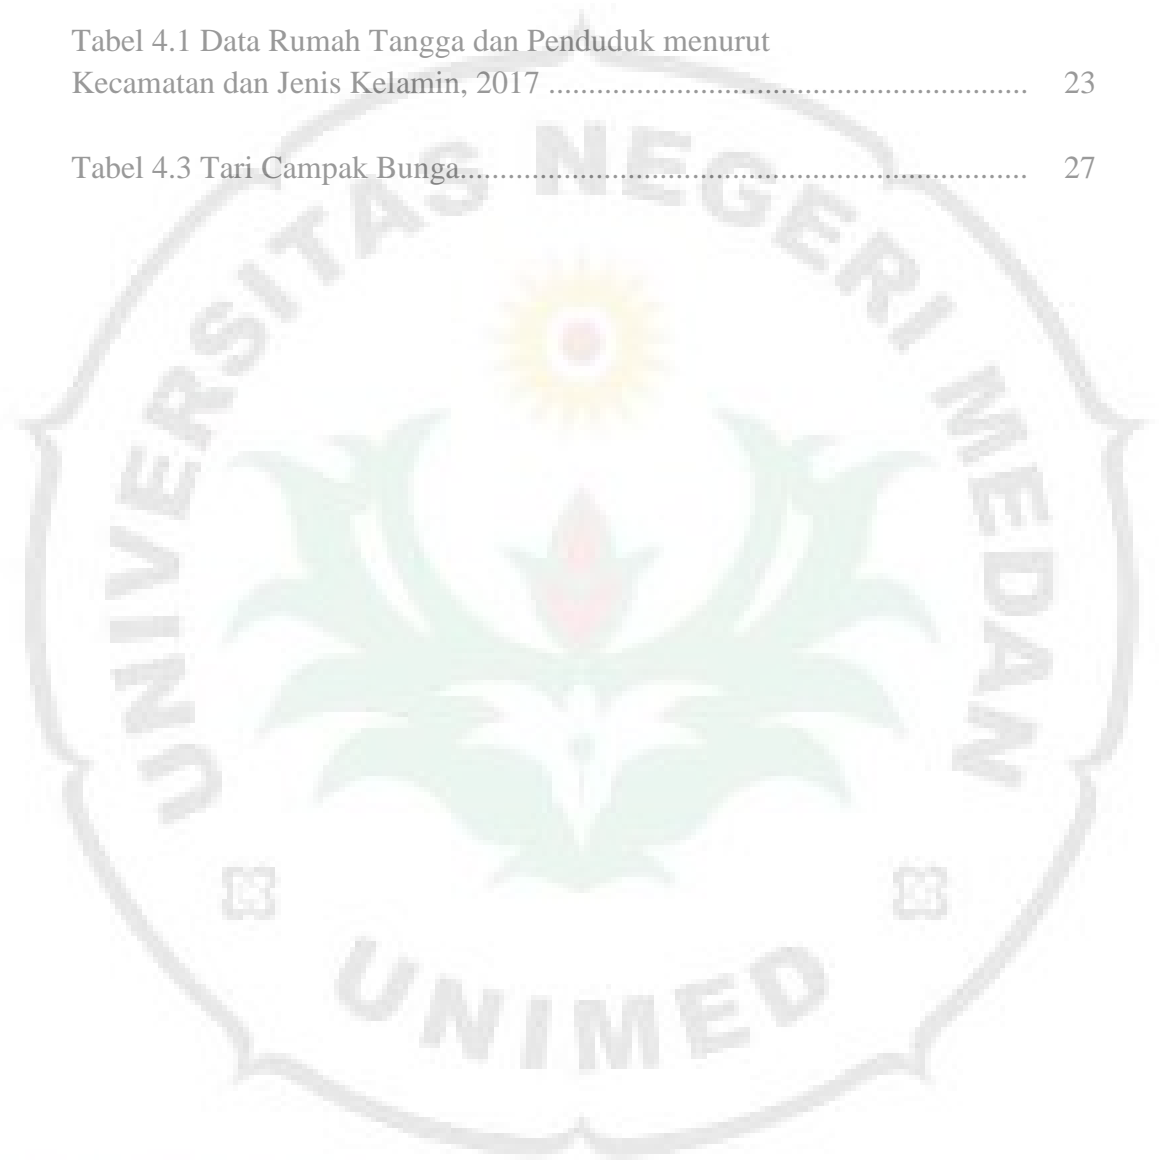 Tabel 4.1 Data Rumah Tangga dan Penduduk menurut
Kecamatan dan Jenis Kelamin, 2017 ........................................................... 23
Tabel 4.3 Tari Campak Bunga...................................................................... 27
UNIVERSITAS NEGERI MEDAN
UNIMED